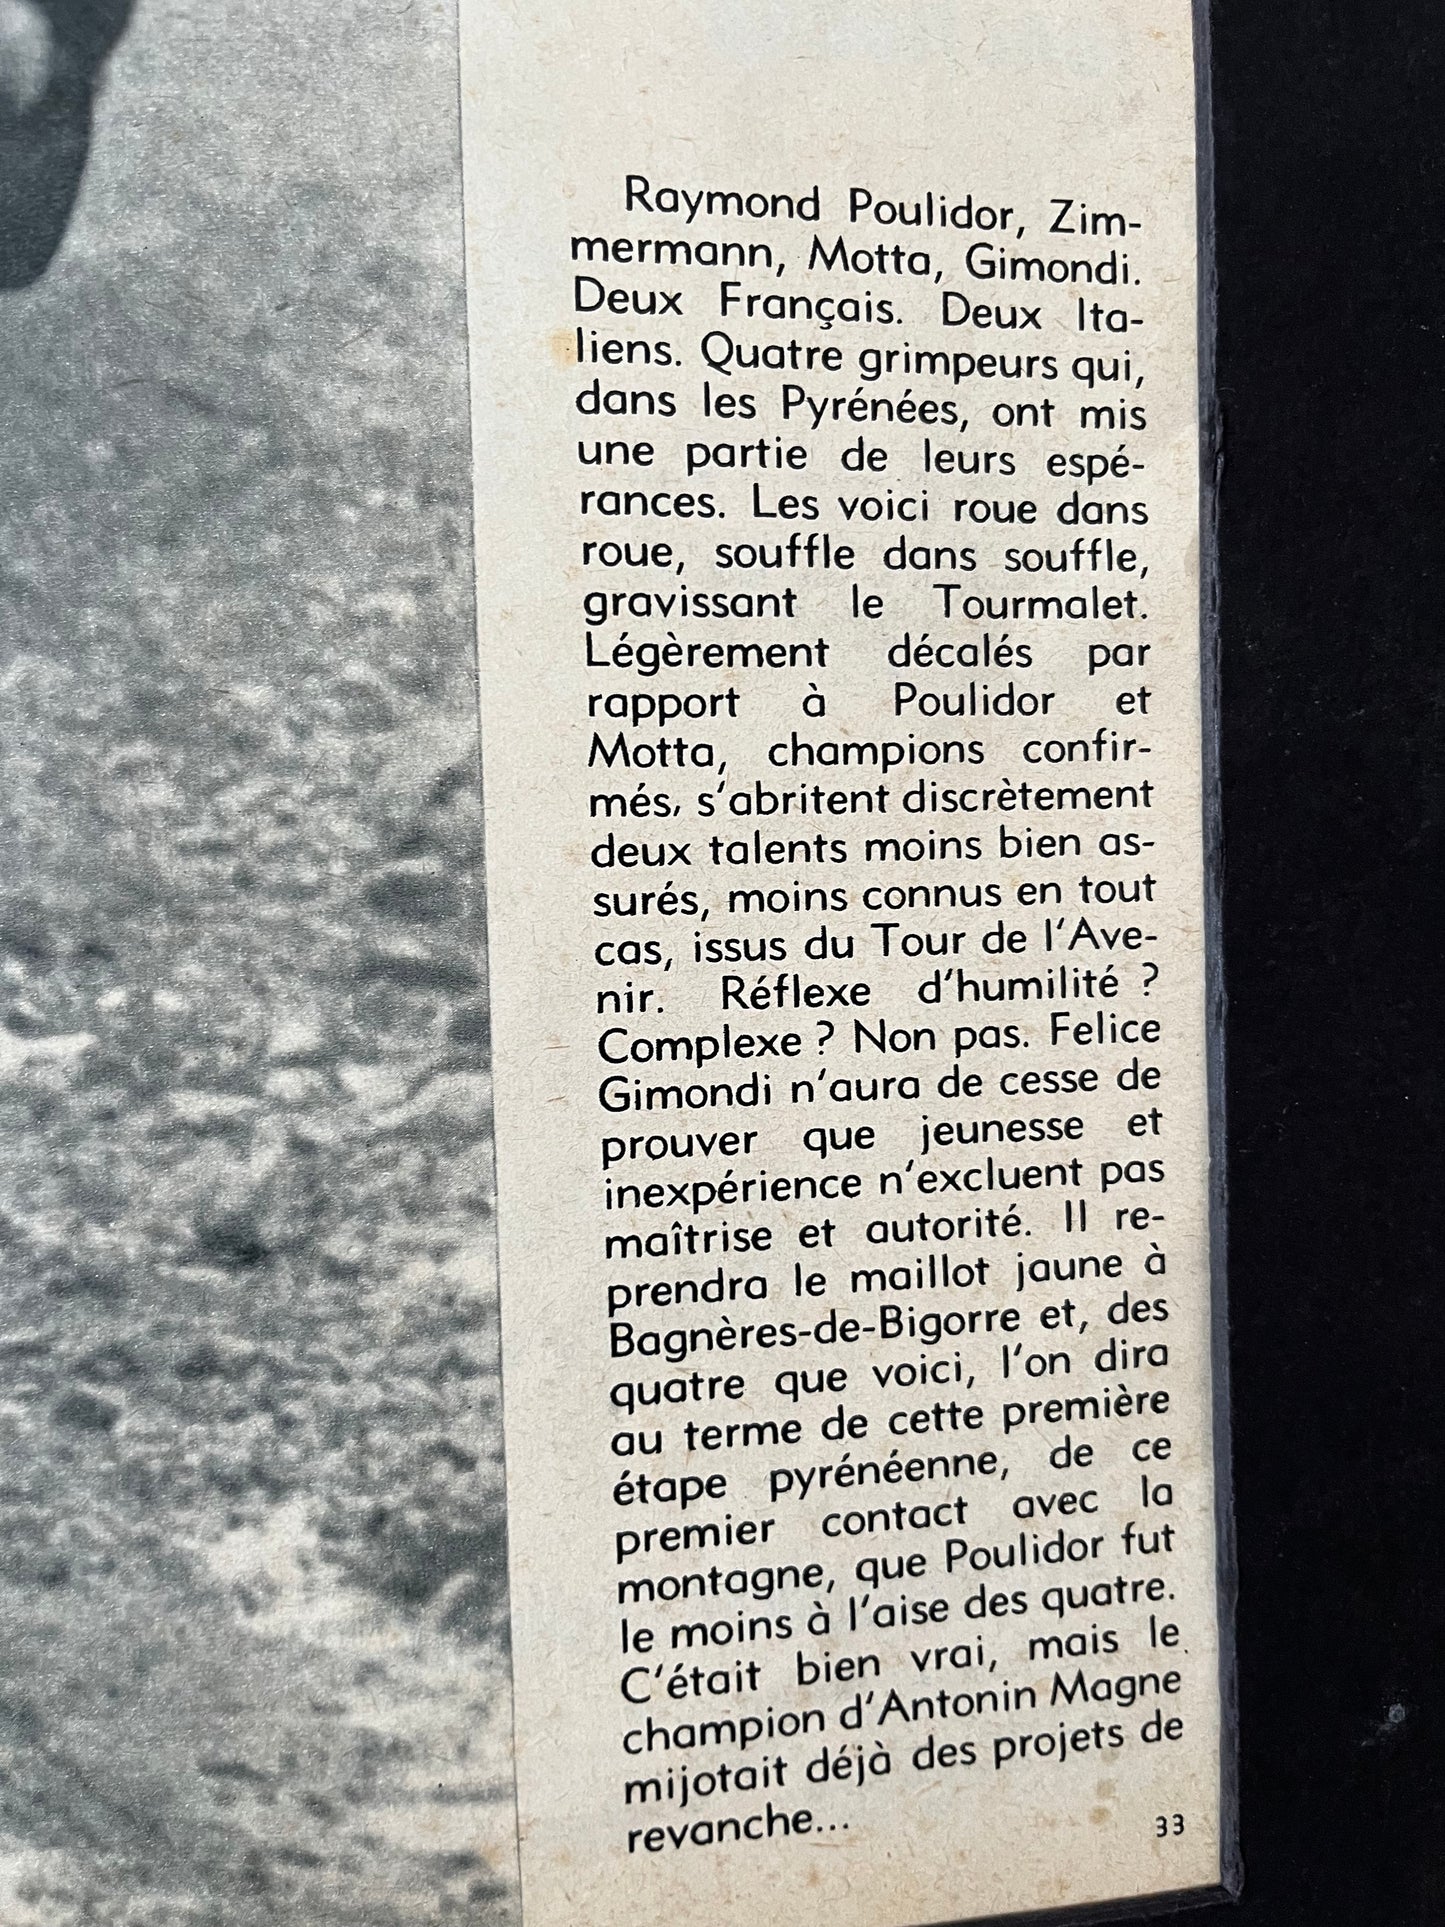 Raymond Poulidor, Zim-
mermann, Motta, Gimondi.
Deux Français. Deux Ita-
liens. Quatre grimpeurs qui,
dans les Pyrénées, ont mis
une partie de leurs espé-
rances. Les voici roue dans
roue, souffle dans souffle,
gravissant le Tourmalet.
Légèrement décalés par
rapport à Poulidor et
Motta, champions confir-
més, s'abritent discrètement
deux talents moins bien as-
surés, moins connus en tout
cas, issus du Tour de l'Ave-
nir. Réflexe d'humilité ?
Complexe ? Non pas. Felice
Gimondi n'aura de cesse de
prouver que jeunesse et
inexpérience n'excluent pas
maîtrise et autorité. Il re-
prendra le maillot jaune à
Bagnères-de-Bigorre et, des
quatre que voici, l'on dira
au terme de cette première
étape pyrénéenne, de ce
premier contact avec la
montagne, que Poulidor fut
le moins à l'aise des quatre.
C'était bien vrai, mais le
champion d'Antonin Magne
mijotait déjà des projets de
revanche...
33